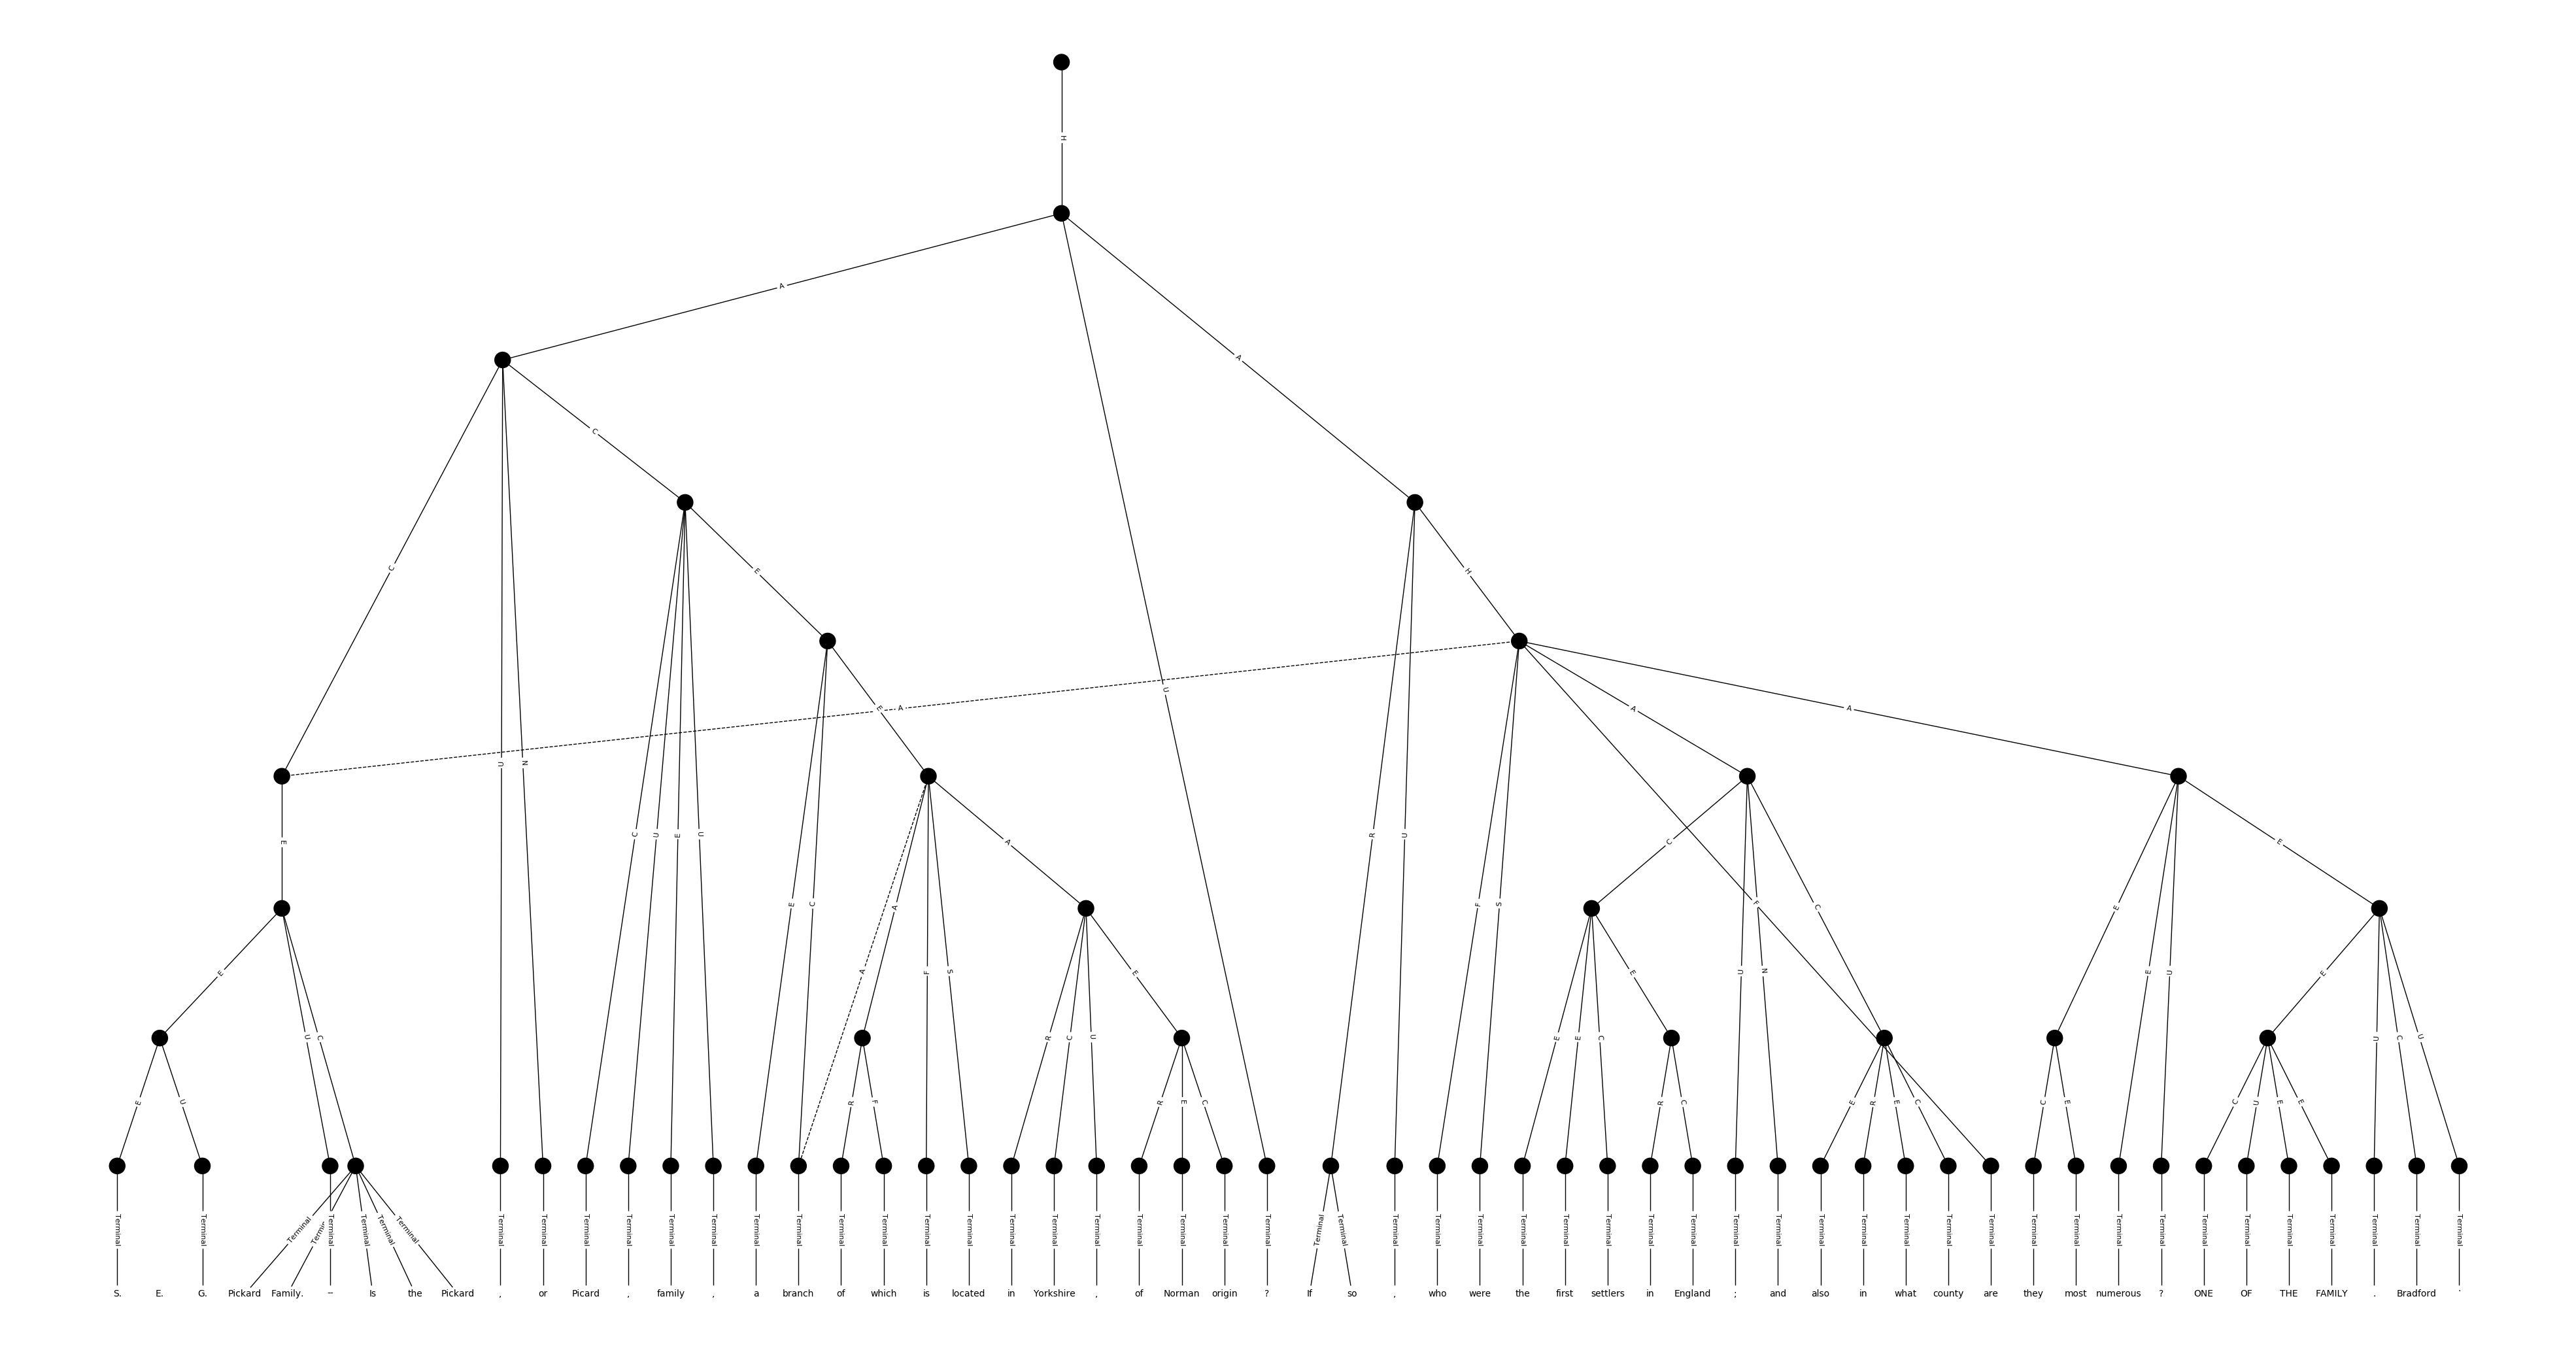 H
A
A
C
C
E
H
U
A
E
A
A
U
N
E
C
U
E
U
E
C
A
A
F
S
A
R
U
F
S
C
F
U
N
C
E
E
U
E
E
U
C
R
F
R
C
U
E
E
E
C
E
C
E
E
U
C
U
E
U
R
E
C
R
C
E
R
E
C
C
E
C
U
E
E
Terminal Terminal Terminal Terminal Terminal Terminal Terminal Terminal Terminal Terminal Terminal Terminal Terminal Terminal Terminal Terminal Terminal Terminal Terminal Terminal Terminal Terminal Terminal Terminal Terminal Terminal Terminal Terminal Terminal Terminal Terminal Terminal Terminal Terminal Terminal Terminal Terminal Terminal Terminal Terminal Terminal Terminal Terminal Terminal Terminal Terminal Terminal Terminal Terminal Terminal Terminal Terminal Terminal Terminal
S. E. G. Pickard Family. -- Is the Pickard , or Picard , family , a branch of which is located in Yorkshire , of Norman origin ? If so , who were the first settlers in England ; and also in what county are they most numerous ? ONE OF THE FAMILY . Bradford